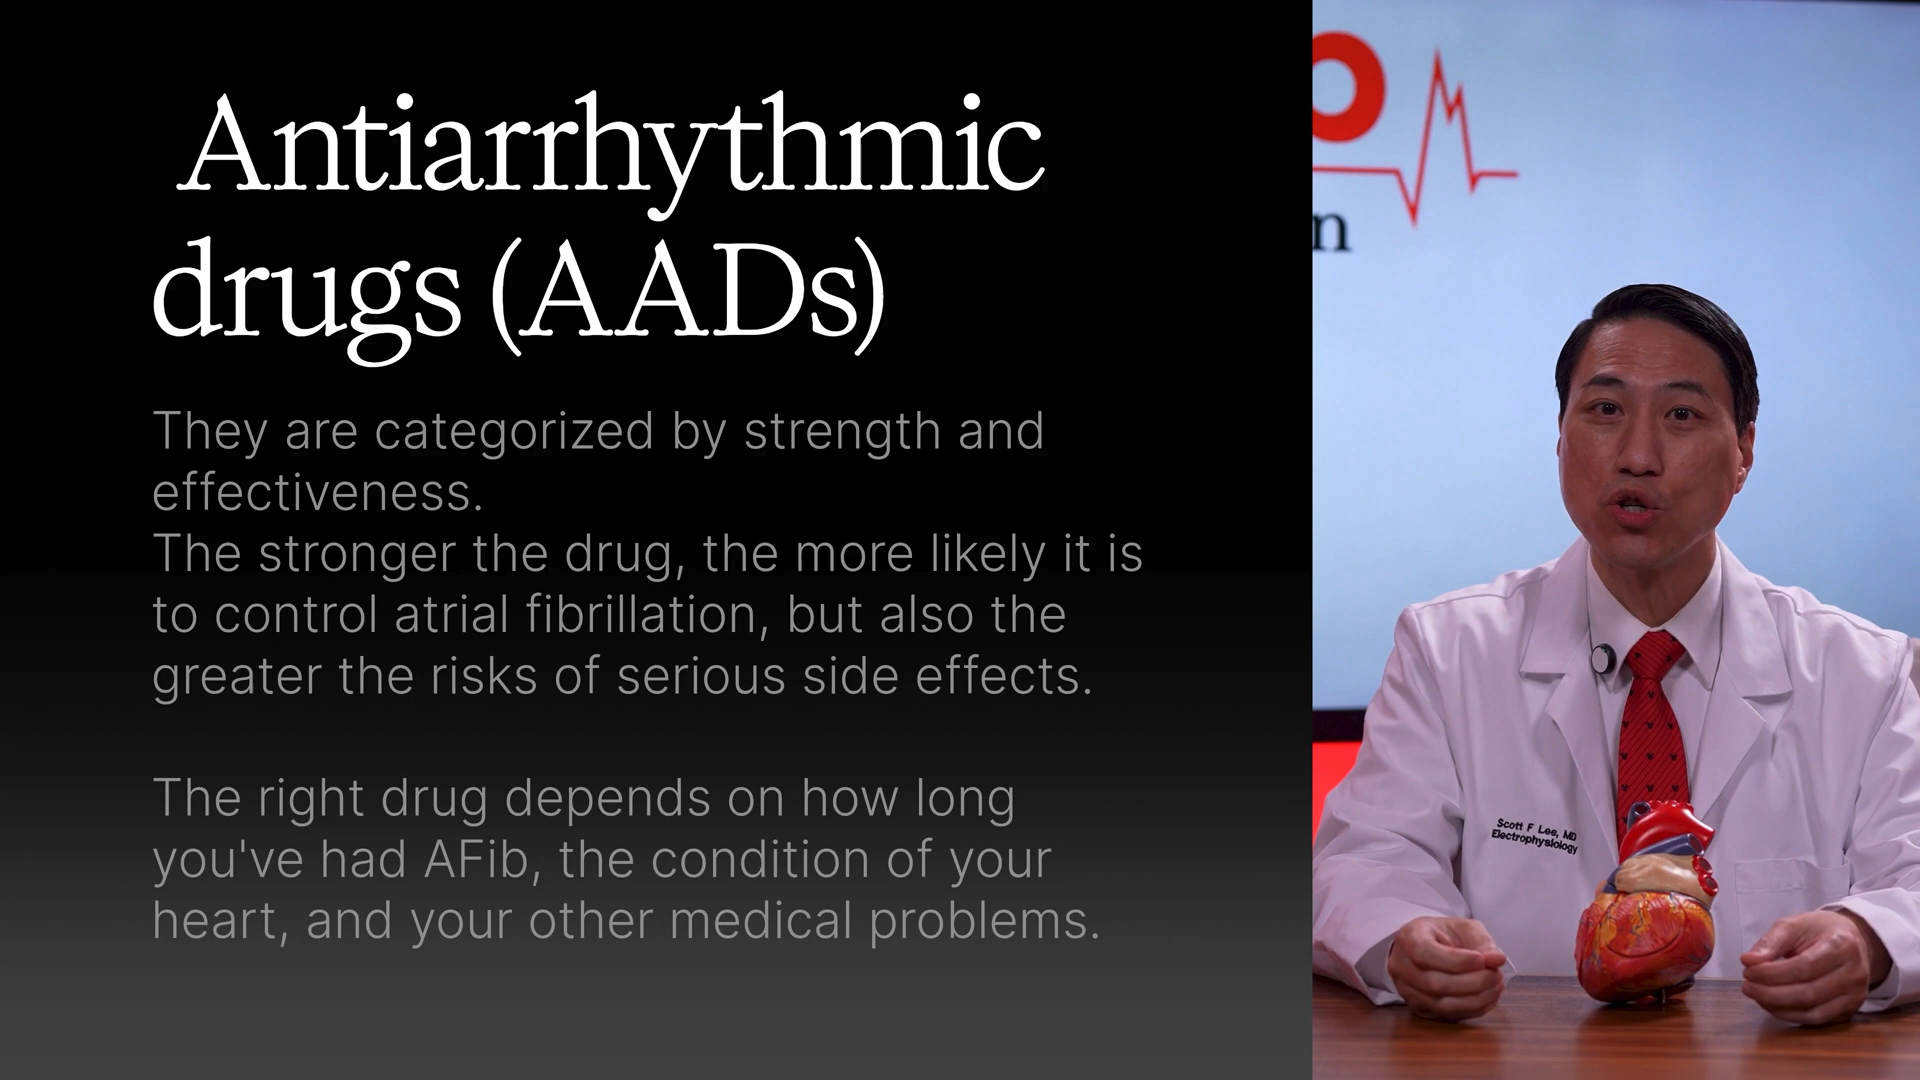 Antiarrhythmic
drugs (AADs)
They are categorized by strength and
effectiveness.
The stronger the drug, the more likely it is
to control atrial fibrillation, but also the
greater the risks of serious side effects.
The right drug depends on how long
you've had AFib, the condition of your
heart, and your other medical problems.
Scott F Lee, MD
Electrophysiology